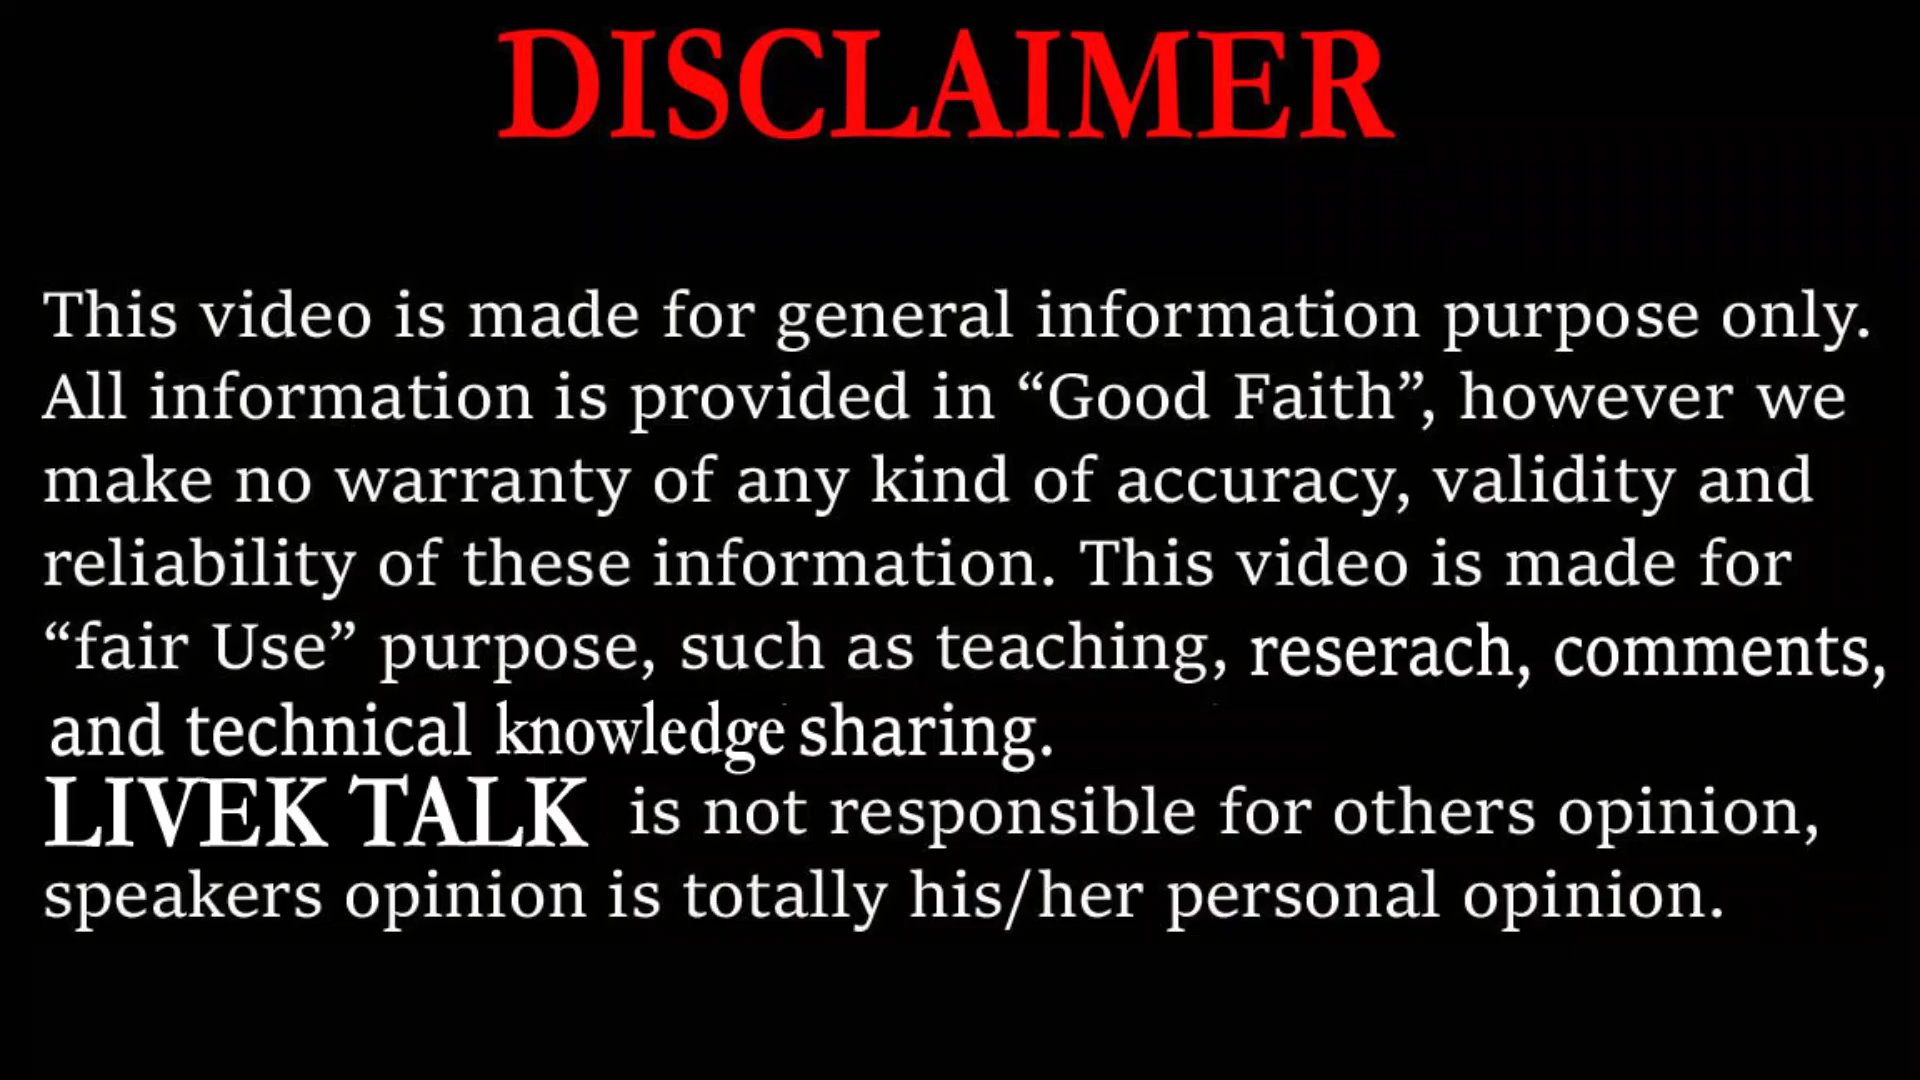 DISCLAIMER
This video is made for general information purpose only.
All information is provided in “Good Faith”, however we
make no warranty of any kind of accuracy, validity and
reliability of these information. This video is made for
“fair Use” purpose, such as teaching, reserach, comments,
and technical knowledge sharing.
LIVEK TALK is not responsible for others opinion,
speakers opinion is totally his/her personal opinion.